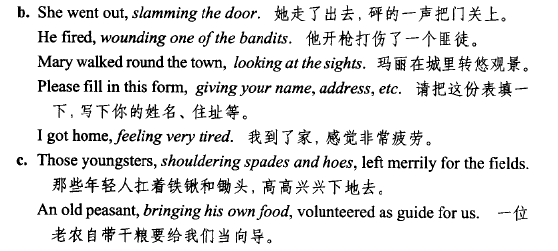 b. She went out, slamming the door. 她走了出去，砰的一声把门关上。
He fired, wounding one of the bandits. 他开枪打伤了一个匪徒。
Mary walked round the town, looking at the sights. 玛丽在城里转悠观景。
Please fill in this form, giving your name, address, etc. 请把这份表填一
下，写下你的姓名、住址等。
I got home, feeling very tired. 我到了家，感觉非常疲劳。
c. Those youngsters, shouldering spades and hoes, left merrily for the fields.
那些年轻人扛着铁锹和锄头，高高兴兴下地去。
An old peasant, bringing his own food, volunteered as guide for us. 一位
老农自带干粮要给我们当向导。